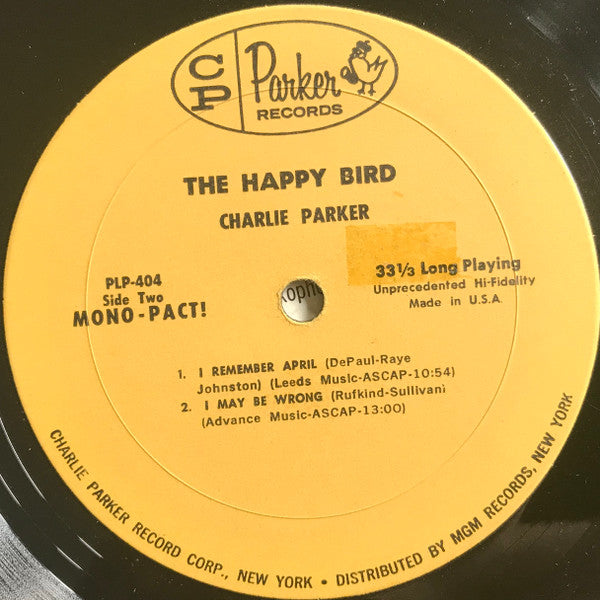 CP
Parker
RECORDS
THE HAPPY BIRD
CHARLIE PARKER
PLP-404
Side Two
MONO-PACT!
33⅓ Long Playing
Unprecedented Hi-Fidelity
Made in U.S.A.
1. I REMEMBER APRIL (DePaul-Raye
Johnston) (Leeds Music-ASCAP-10:54)
2. I MAY BE WRONG (Rufkind-Sullivan)
(Advance Music-ASCAP-13:00)
CHARLIE PARKER RECORD CORP., NEW YORK • DISTRIBUTED BY MGM RECORDS, NEW YORK